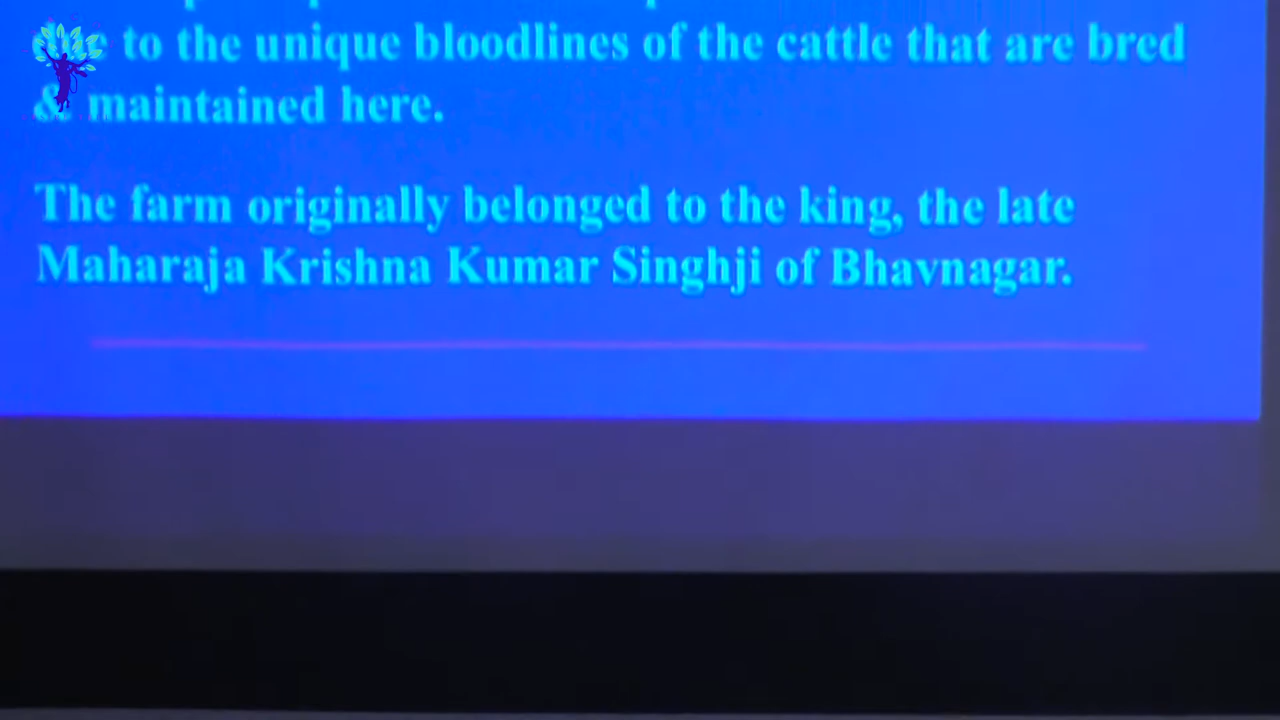 to the unique bloodlines of the cattle that are bred
& maintained here.
The farm originally belonged to the king, the late
Maharaja Krishna Kumar Singhji of Bhavnagar.